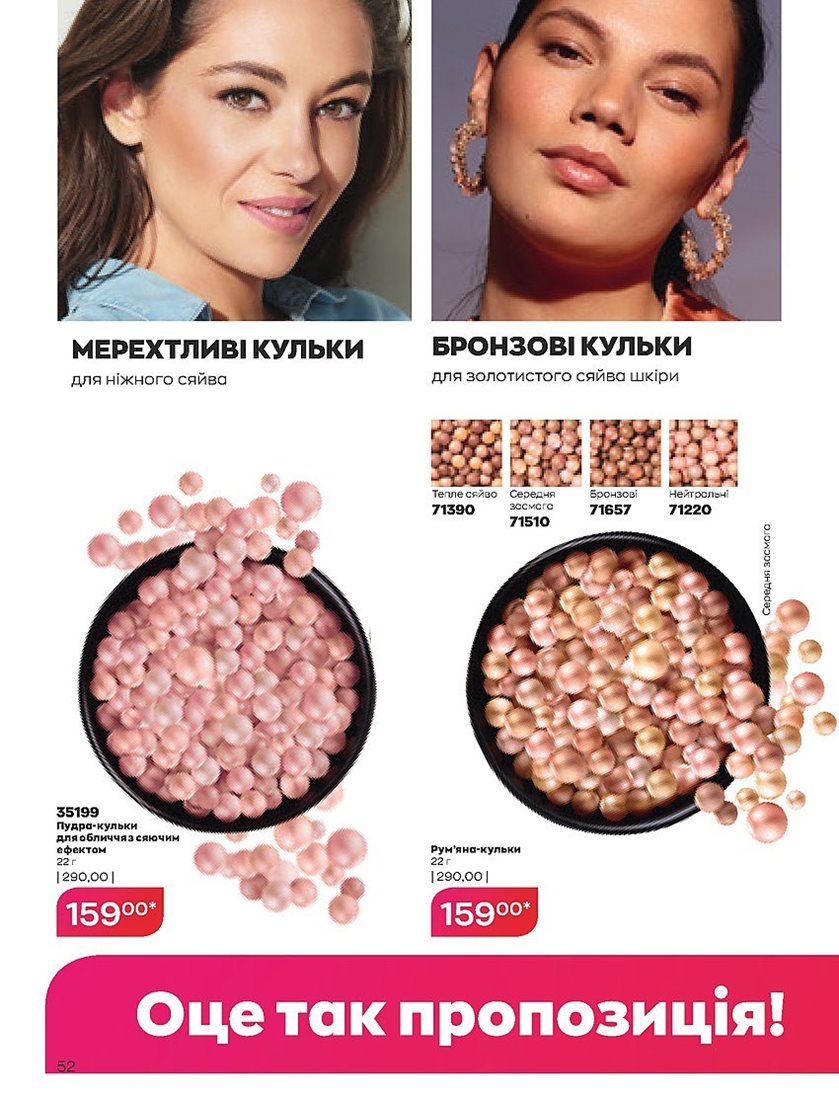 МЕРЕХТЛИВІ КУЛЬКИ
для ніжного сяйва
БРОНЗОВІ КУЛЬКИ
для золотистого сяйва шкіри
Тепле сяйво
71390
Середня
засмага
71510
Бронзові
71657
Нейтральні
71220
Середня засмага
35199
Пудра-кульки
для обличчя з сяючим
ефектом
22 г
|290,00|
159⁰⁰*
Рум’яна-кульки
22 г
|290,00|
159⁰⁰*
Оце так пропозиція!
52